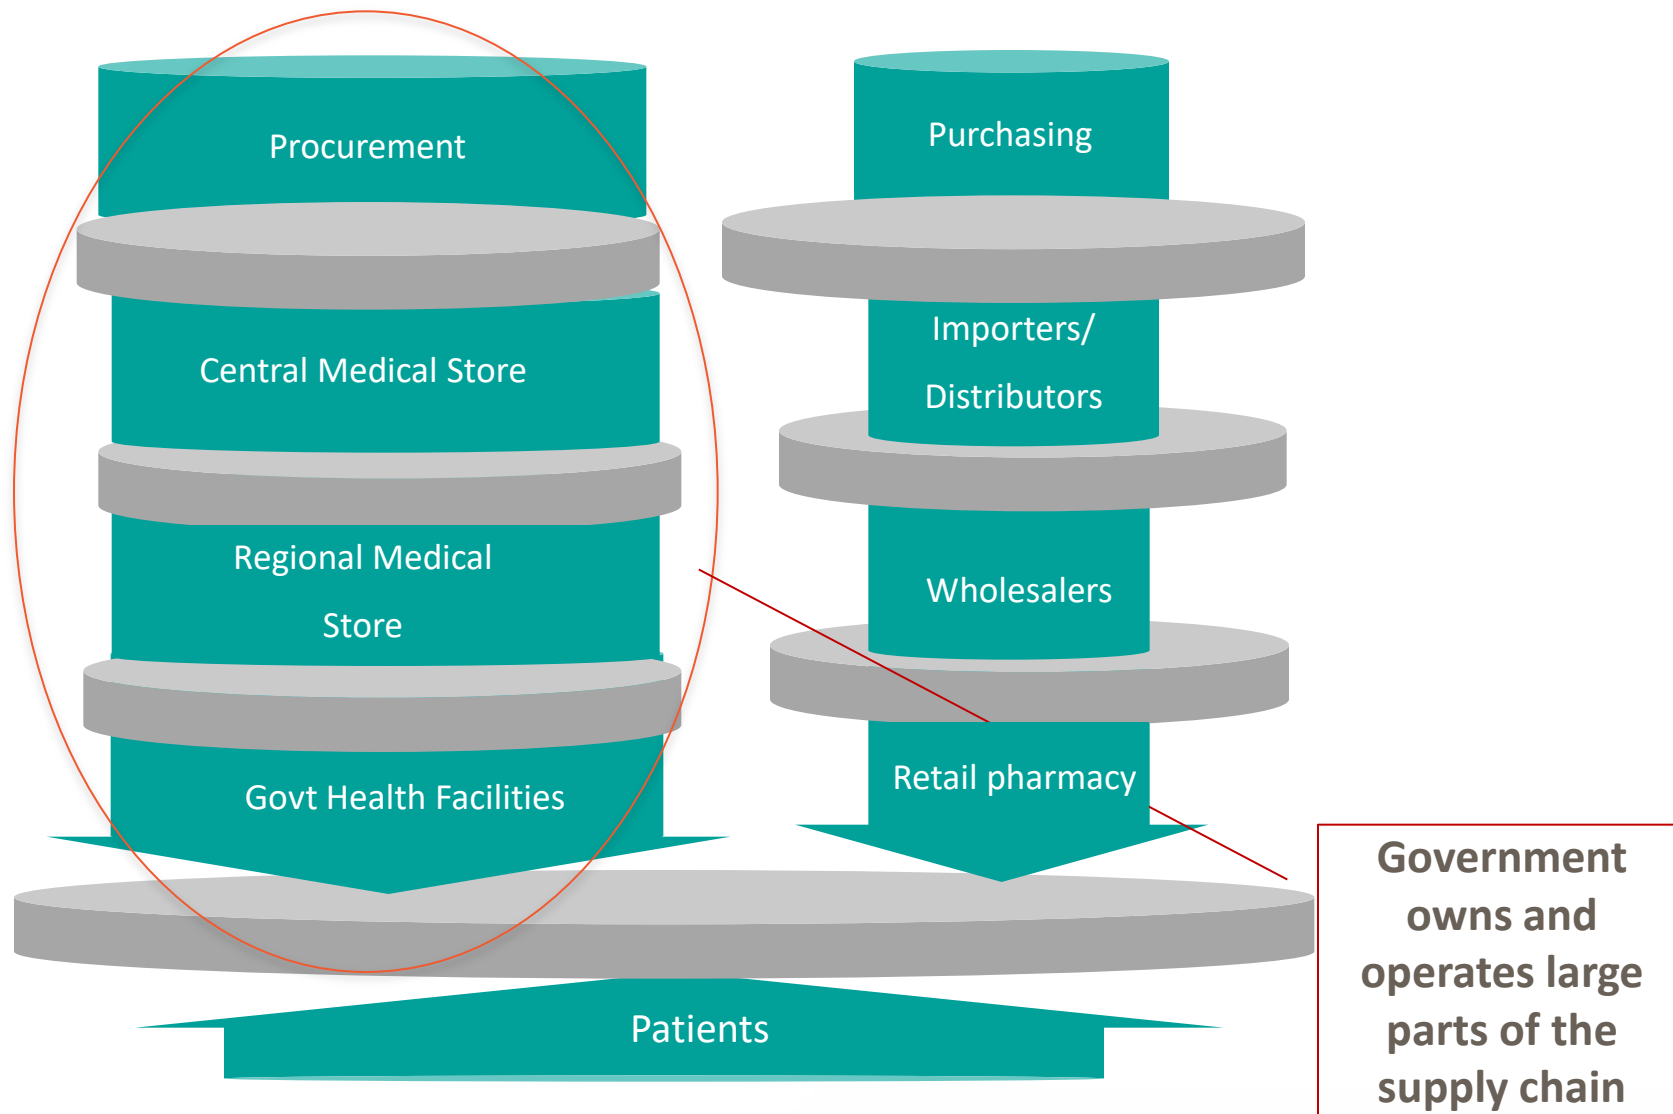 Procurement
Central Medical Store
Regional Medical
Store
Govt Health Facilities
Purchasing
Importers/
Distributors
Wholesalers
Retail pharmacy
Patients
Government
owns and
operates large
parts of the
supply chain